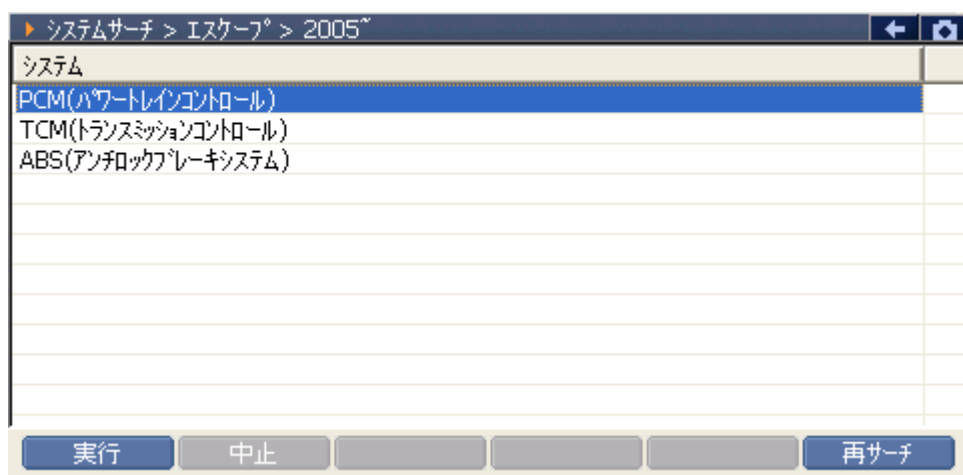 システムサーチ > エスケープ > 2005~
システム
PCM(パワートレインコントロール)
TCM(トランスミッションコントロール)
ABS(アンチロックブレーキシステム)
実行 中止 再サーチ